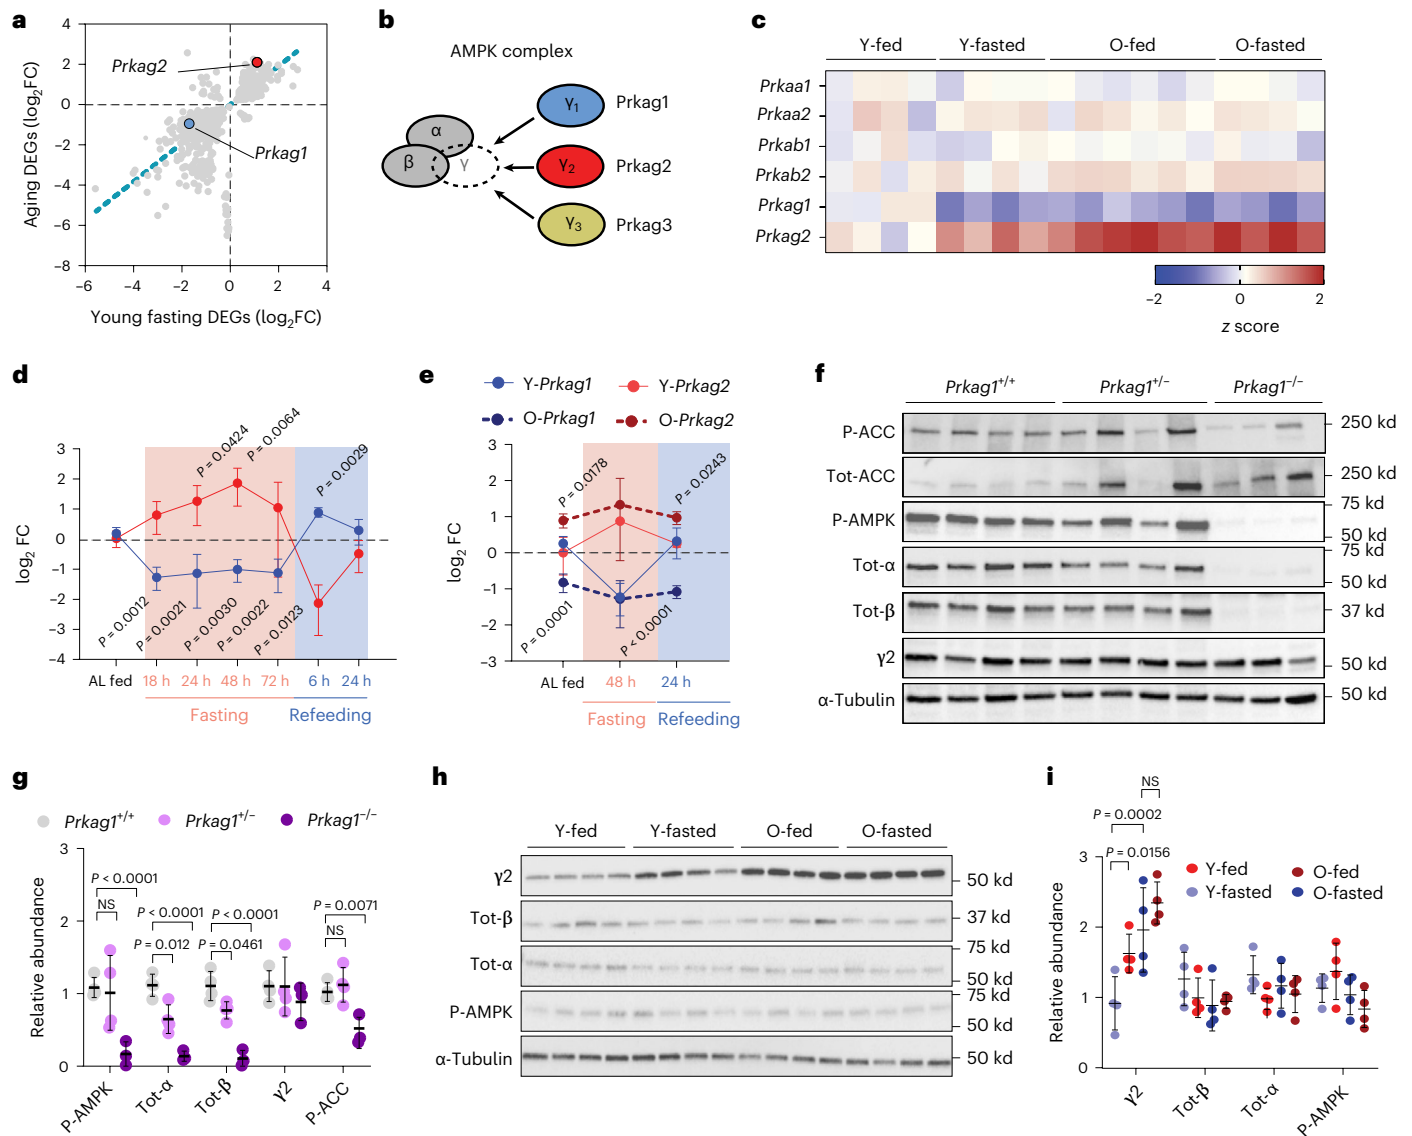 a
4
2
0
−2
−4
−6
−8
−6
−4
−2
0
2
4
Aging DEGs (log2FC)
Young fasting DEGs (log2FC)
Prkag2
Prkag1
b
AMPK complex
α
β
γ
γ1
Prkag1
γ2
Prkag2
γ3
Prkag3
c
Y-fed
Y-fasted
O-fed
O-fasted
Prkaa1
Prkaa2
Prkab1
Prkab2
Prkag1
Prkag2
−2
0
2
z score
d
3
2
1
0
−1
−2
−3
−4
log2 FC
P = 0.0424
P = 0.0064
P = 0.0029
P = 0.0012
P = 0.0021
P = 0.0030
P = 0.0022
P = 0.0123
AL fed
18 h
24 h
48 h
72 h
6 h
24 h
Fasting
Refeeding
e
Y-Prkag1
Y-Prkag2
O-Prkag1
O-Prkag2
3
2
1
0
−1
−2
−3
log2 FC
P = 0.0178
P = 0.0243
P = 0.0001
P < 0.0001
AL fed
48 h
24 h
Fasting
Refeeding
f
Prkag1+/+
Prkag1+/−
Prkag1−/−
P-ACC
250 kd
Tot-ACC
250 kd
75 kd
P-AMPK
50 kd
75 kd
Tot-α
50 kd
Tot-β
37 kd
γ2
50 kd
α-Tubulin
50 kd
g
Prkag1+/+
Prkag1+/−
Prkag1−/−
3
2
1
0
Relative abundance
P < 0.0001
NS
P < 0.0001
P = 0.012
P < 0.0001
P = 0.0461
P = 0.0071
NS
P-AMPK
Tot-α
Tot-β
γ2
P-ACC
h
Y-fed
Y-fasted
O-fed
O-fasted
γ2
50 kd
Tot-β
37 kd
75 kd
Tot-α
50 kd
75 kd
P-AMPK
50 kd
α-Tubulin
50 kd
i
NS
P = 0.0002
P = 0.0156
3
2
1
0
Relative abundance
Y-fed
O-fed
Y-fasted
O-fasted
γ2
Tot-β
Tot-α
P-AMPK